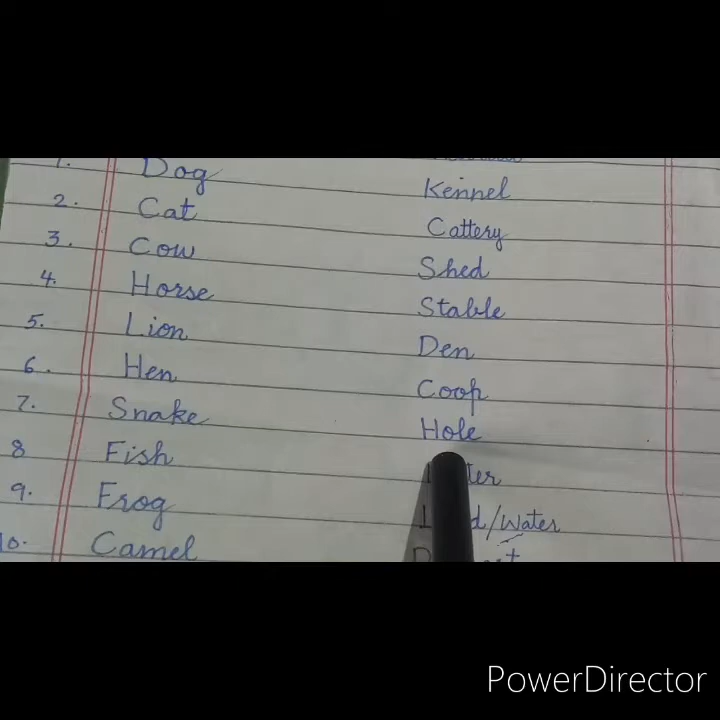 1. Dog Kennel
2. Cat Cattery
3. Cow Shed
4. Horse Stable
5. Lion Den
6. Hen Coop
7. Snake Hole
8 Fish
9. Frog /Water
10. Camel
PowerDirector